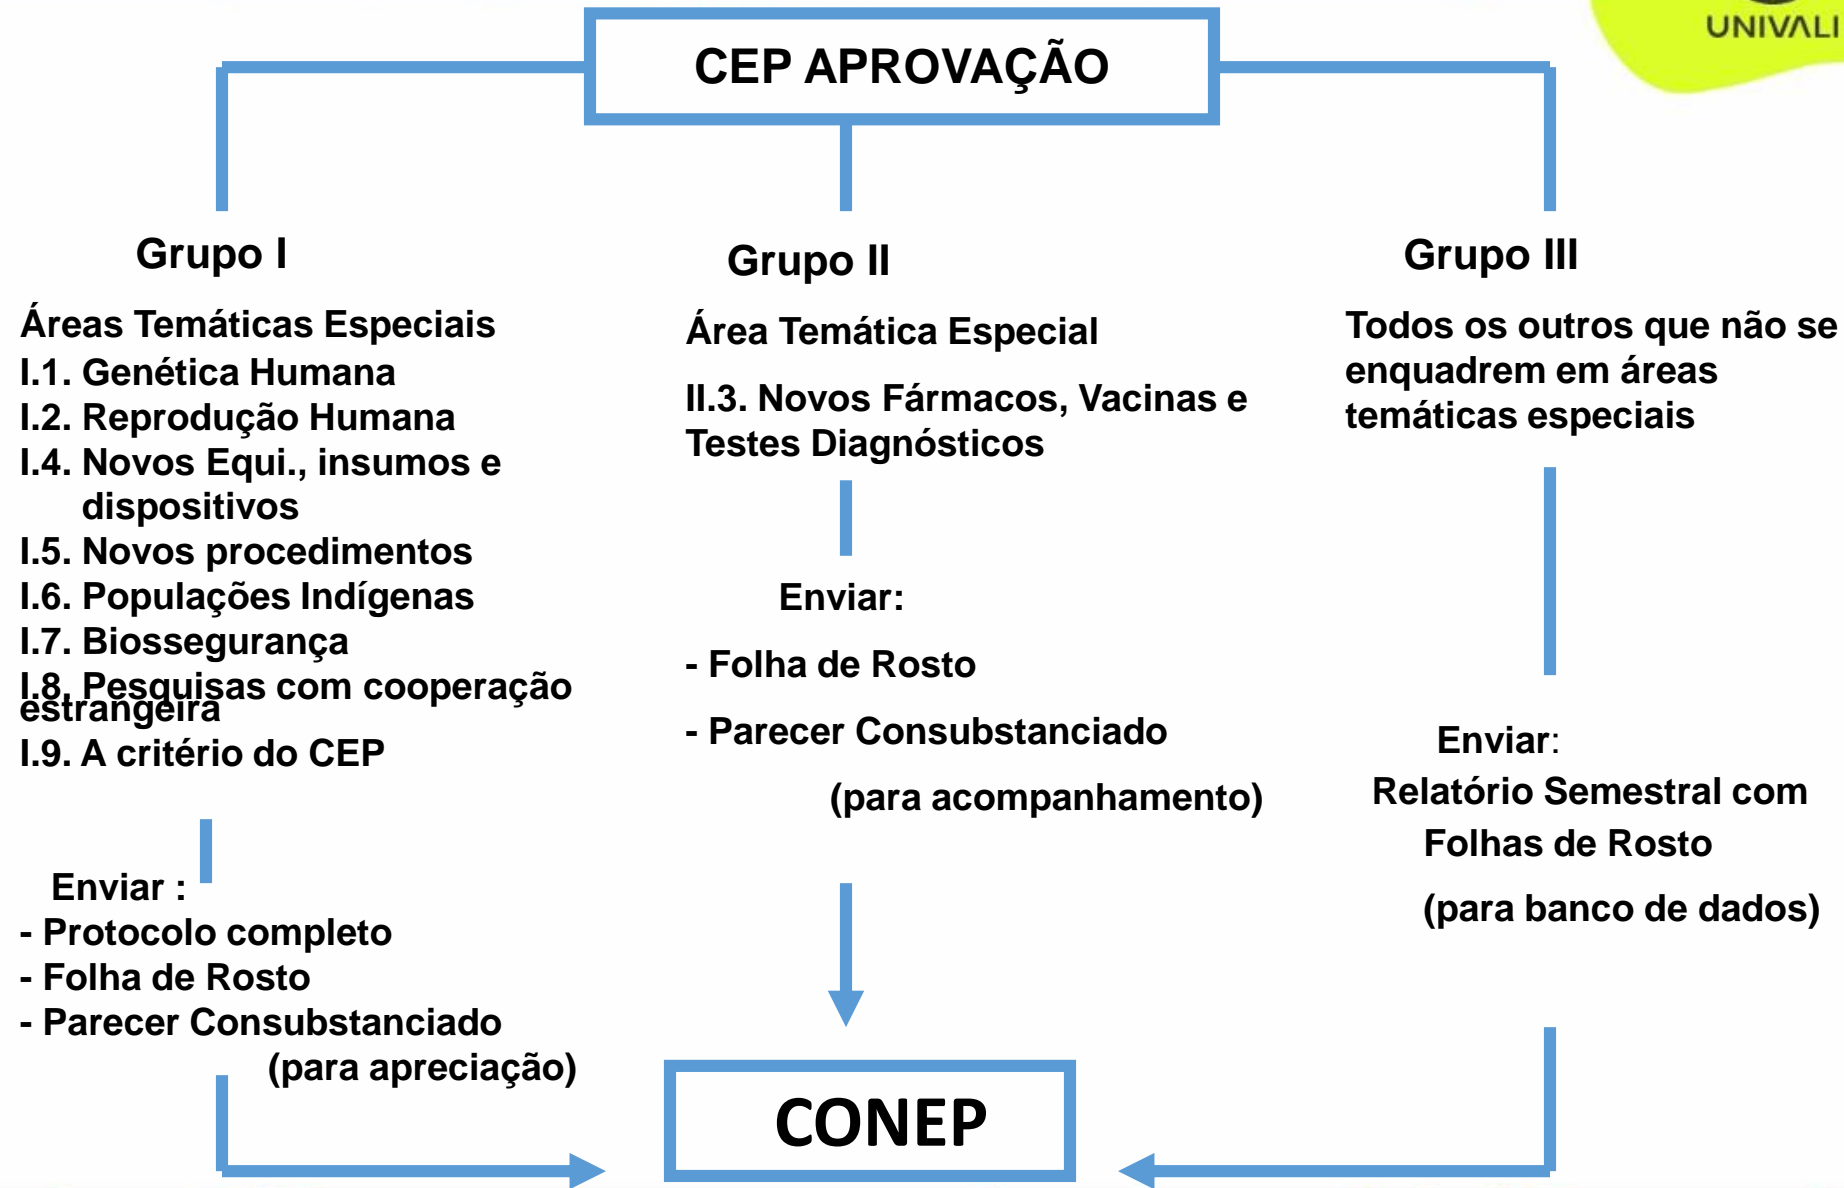 UNIVALI
CEP APROVAÇÃO
Grupo I
Áreas Temáticas Especiais
I.1. Genética Humana
I.2. Reprodução Humana
I.4. Novos Equi., insumos e
dispositivos
I.5. Novos procedimentos
I.6. Populações Indígenas
I.7. Biossegurança
I.8. Pesquisas com cooperação
estrangeira
I.9. A critério do CEP
Enviar :
- Protocolo completo
- Folha de Rosto
- Parecer Consubstanciado
(para apreciação)
Grupo II
Área Temática Especial
II.3. Novos Fármacos, Vacinas e
Testes Diagnósticos
Enviar:
- Folha de Rosto
- Parecer Consubstanciado
(para acompanhamento)
Grupo III
Todos os outros que não se
enquadrem em áreas
temáticas especiais
Enviar:
Relatório Semestral com
Folhas de Rosto
(para banco de dados)
CONEP